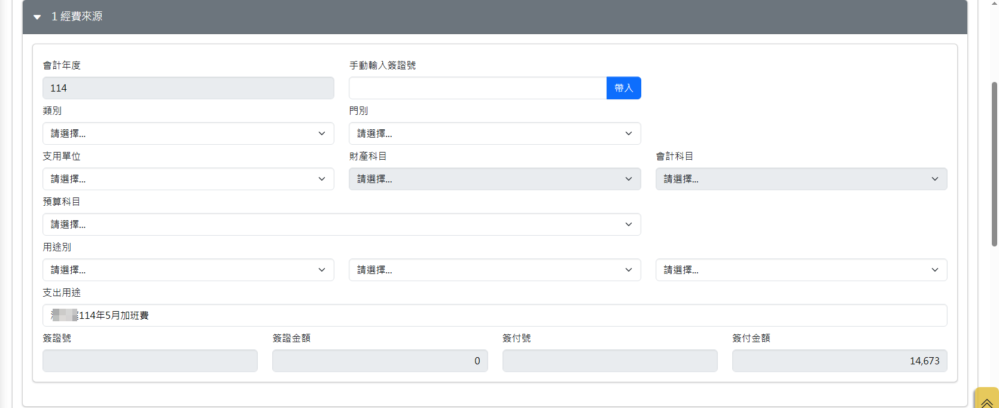 1 經費來源
會計年度 手動輸入簽證號
114 帶入
類別 門別
請選擇... 請選擇...
支用單位 財產科目 會計科目
請選擇... 請選擇... 請選擇...
預算科目
請選擇...
用途別
請選擇... 請選擇... 請選擇...
支出用途
114年5月加班費
簽證號 簽證金額 簽付號 簽付金額
0 14,673